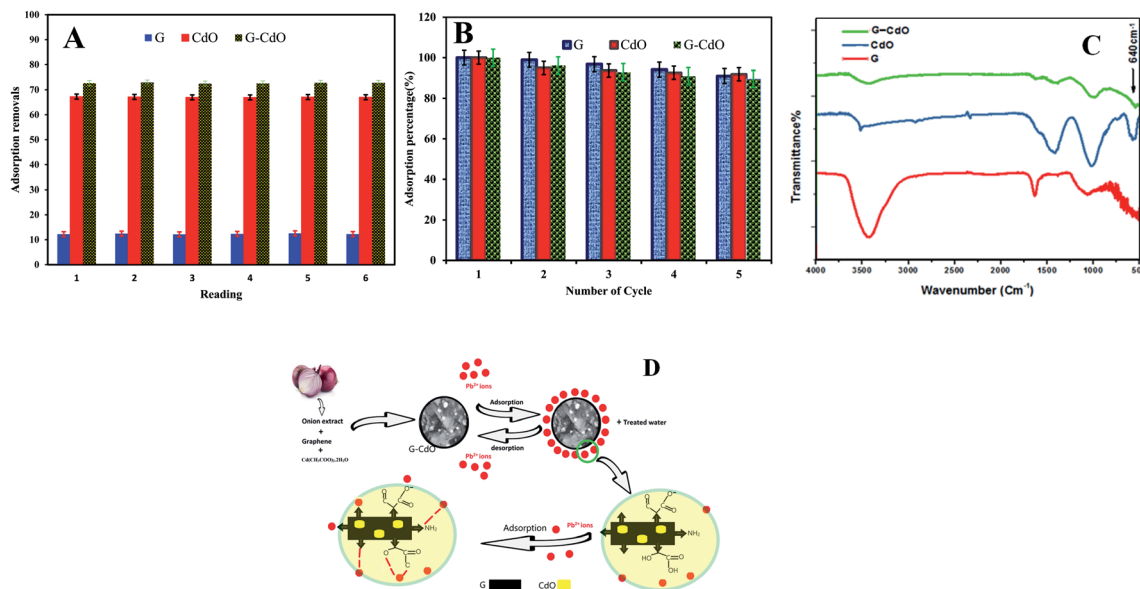 A
G CdO G-CdO
100
90
80
70
60
50
40
30
20
10
0
1 2 3 4 5 6
Reading
Adsorption removals
B
G CdO G-CdO
120
100
80
60
40
20
0
1 2 3 4 5
Number of Cycle
Adsorption percentage(%)
C
G–CdO
CdO
G
640cm⁻¹
Transmittance%
4000 3500 3000 2500 2000 1500 1000 500
Wavenumber (Cm⁻¹)
D
Pb²⁺ ions
Onion extract
+
Graphene
+
Cd(CH₃COO)₂.2H₂O
G-CdO
Adsorption
desorption
Pb²⁺ ions
+ Treated water
O
O⁻
O
O
NH₂
O
O
C
Adsorption
Pb²⁺ ions
O
O⁻
O
O
NH₂
HO
O
OH
G CdO